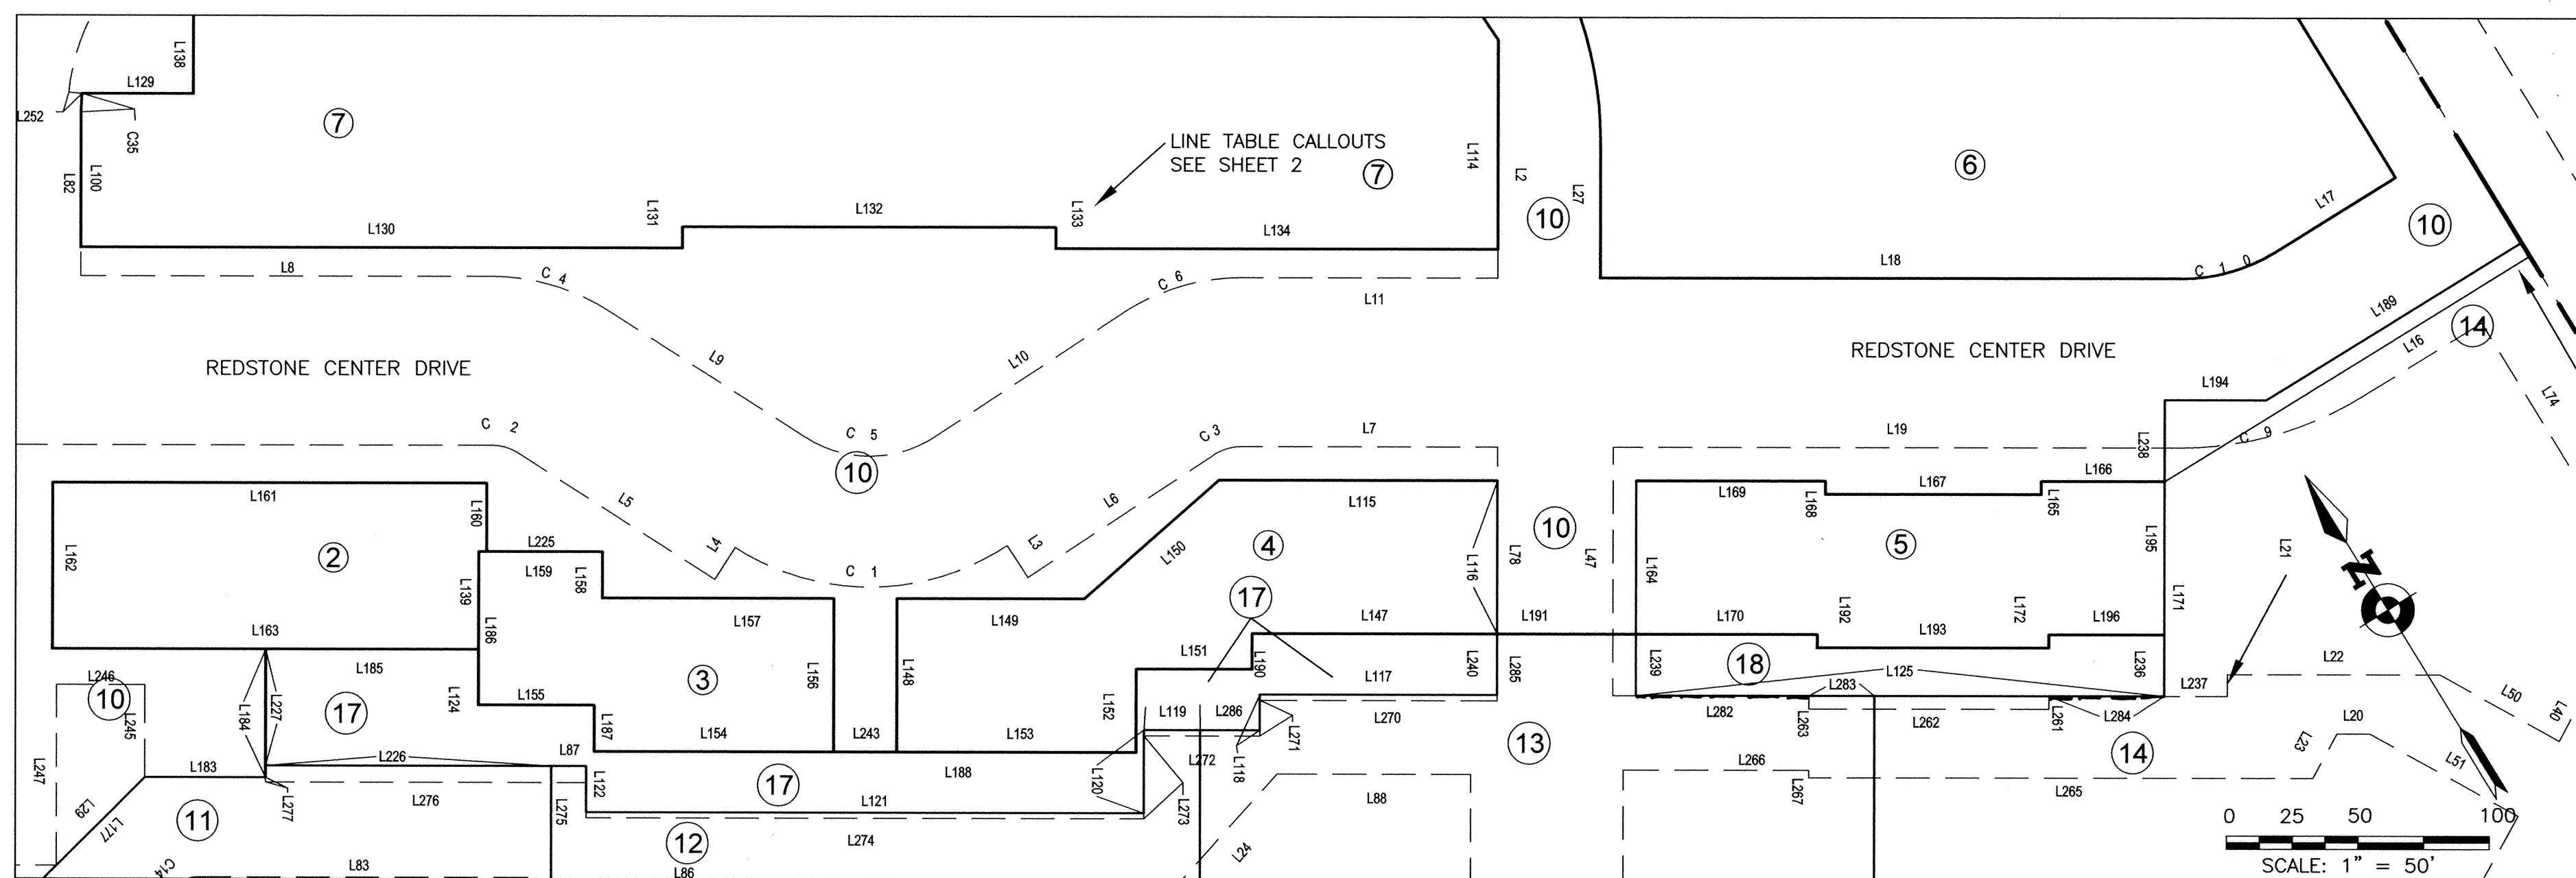 L138
L129
L252
C35
7
L82
L100
L130
L131
L132
L133
LINE TABLE CALLOUTS
SEE SHEET 2
7
L134
L114
L2
L27
10
6
L17
L18
C 1 0
10
L8
C 4
C 6
L11
L9
L10
C 5
10
REDSTONE CENTER DRIVE
REDSTONE CENTER DRIVE
L189
14
L16
L194
L74
C 2
C 3
L7
L19
L238
C 9
L161
L160
L162
2
L225
L159
L158
L139
L186
L163
L5
L4
L3
L6
C 1
L115
L150
4
L116
L78
10
L47
L169
L168
L167
L165
L166
L164
5
L195
L171
L21
N
L157
L156
L148
L149
17
L147
L191
L170
L192
L193
L172
L196
L246
10
L245
L247
L184
L227
L185
17
L124
L155
3
L187
L154
L243
L153
L152
L151
L190
L117
L240
L285
L239
18
L125
L236
L237
L22
L50
L40
L119
L286
L270
L271
L272
L118
L282
L283
L263
L262
L261
L284
L20
L23
L51
13
14
L183
L226
L87
L188
L120
L29
L177
L277
L276
L275
L122
17
L121
L273
L88
L24
L266
L267
L265
11
12
L274
C14
L83
L86
0 25 50 100
SCALE: 1" = 50'